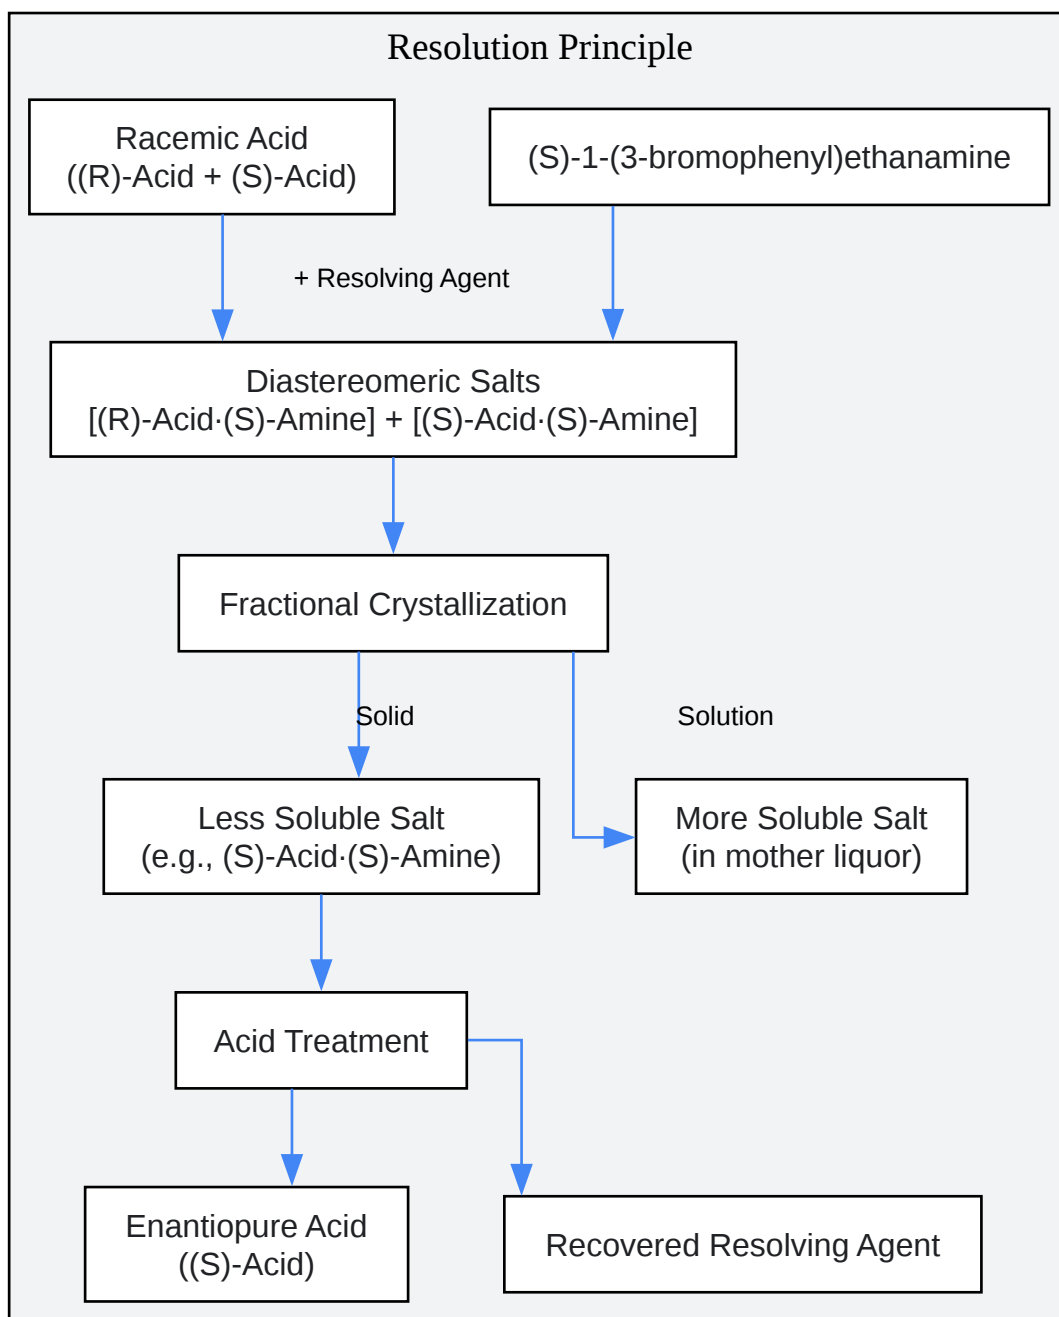 Resolution Principle
Racemic Acid
((R)-Acid + (S)-Acid)
(S)-1-(3-bromophenyl)ethanamine
+ Resolving Agent
Diastereomeric Salts
[(R)-Acid·(S)-Amine] + [(S)-Acid·(S)-Amine]
Fractional Crystallization
Solid
Solution
Less Soluble Salt
(e.g., (S)-Acid·(S)-Amine)
More Soluble Salt
(in mother liquor)
Acid Treatment
Enantiopure Acid
((S)-Acid)
Recovered Resolving Agent